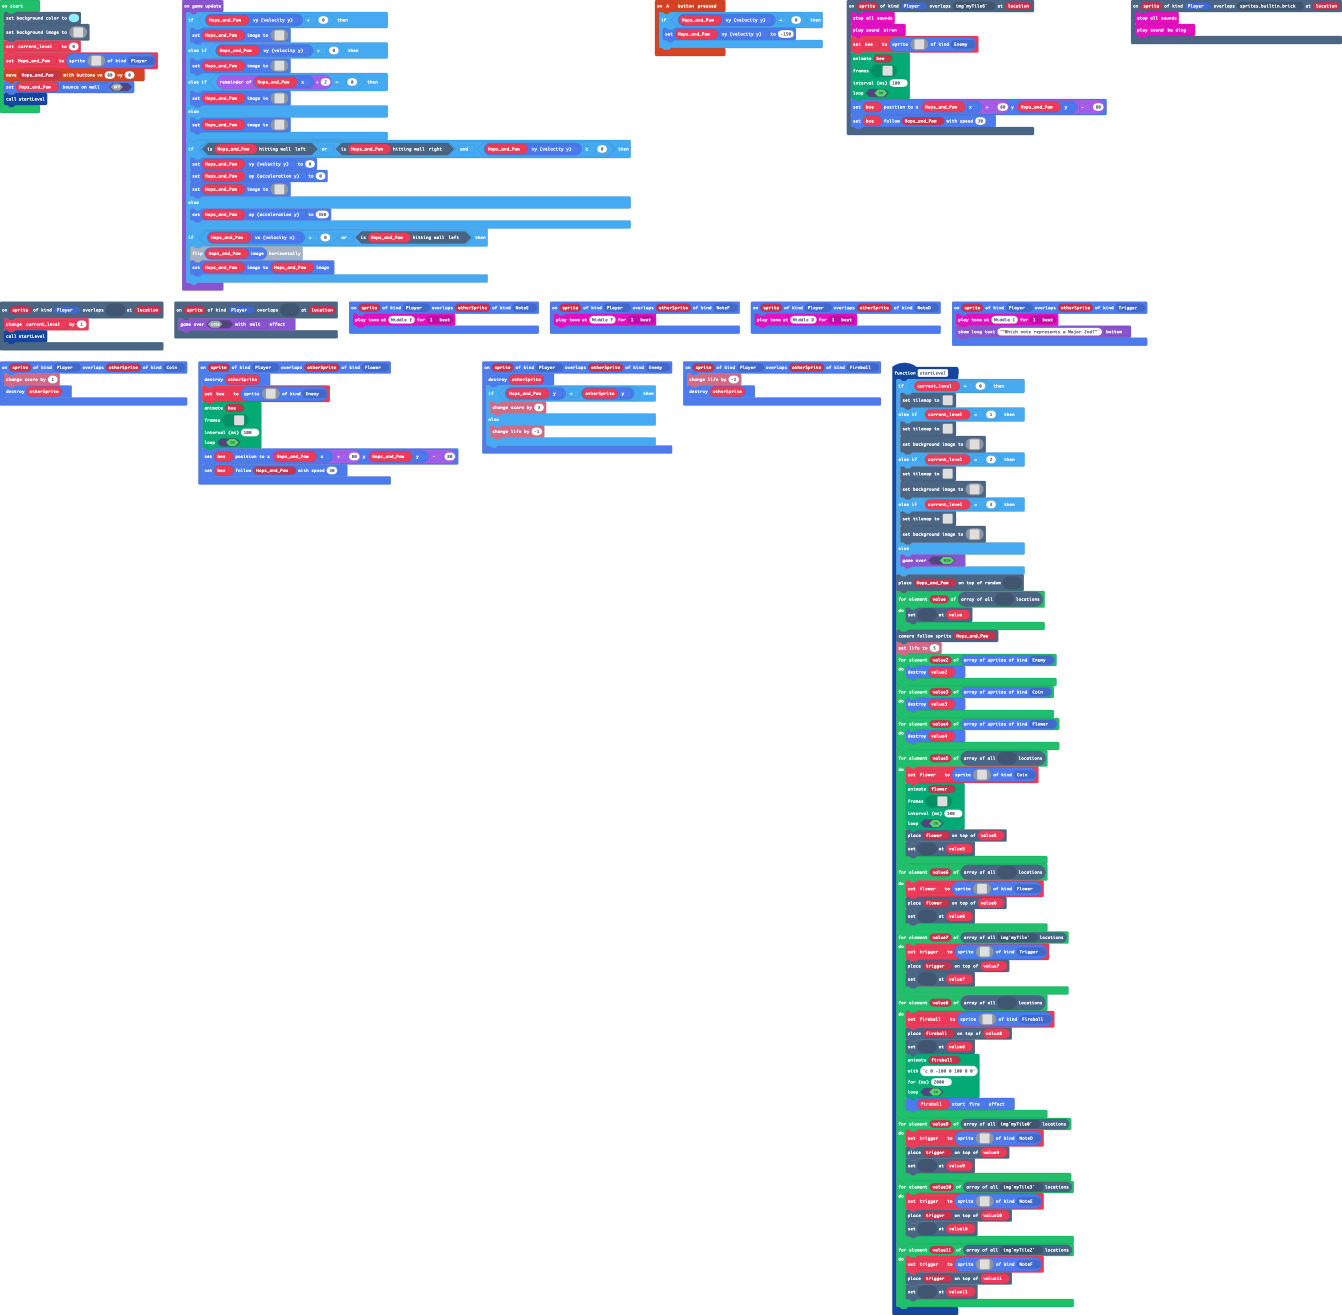 on start
set background color to
set background image to
set current_level to 0
set Hops_and_Paw to sprite of kind Player
move Hops_and_Paw with buttons vx 60 vy 0
set Hops_and_Paw bounce on wall
call startLevel
on game update
if Hops_and_Paw vy (velocity y) < 0 then
set Hops_and_Paw image to
else if Hops_and_Paw vy (velocity y) > 0 then
set Hops_and_Paw image to
else if remainder of Hops_and_Paw x ÷ 2 = 0 then
set Hops_and_Paw image to
else
set Hops_and_Paw image to
if is Hops_and_Paw hitting wall left or is Hops_and_Paw hitting wall right and Hops_and_Paw vy (velocity y) ≥ 0 then
set Hops_and_Paw vy (velocity y) to 0
set Hops_and_Paw ay (acceleration y) to 0
set Hops_and_Paw image to
else
set Hops_and_Paw ay (acceleration y) to 350
if Hops_and_Paw vx (velocity x) < 0 or is Hops_and_Paw hitting wall left then
flip Hops_and_Paw image horizontally
set Hops_and_Paw image to Hops_and_Paw image
on A button pressed
if Hops_and_Paw vy (velocity y) = 0 then
set Hops_and_Paw vy (velocity y) to -150
on sprite of kind Player overlaps at location
stop all sounds
play sound siren
set bee to sprite of kind Enemy
animate bee
frames
interval (ms) 100
loop
set bee position to x Hops_and_Paw x + 60 y Hops_and_Paw y - 80
set bee follow Hops_and_Paw with speed 30
on sprite of kind Player overlaps sprites.builtin.brick at location
stop all sounds
play sound ba ding
on sprite of kind Player overlaps at location
change current_level by 1
call startLevel
on sprite of kind Player overlaps at location
game over with melt effect
on sprite of kind Player overlaps otherSprite of kind NoteE
play tone at Middle E for 1 beat
on sprite of kind Player overlaps otherSprite of kind NoteF
play tone at Middle F for 1 beat
on sprite of kind Player overlaps otherSprite of kind NoteD
play tone at Middle D for 1 beat
on sprite of kind Player overlaps otherSprite of kind Trigger
play tone at Middle C for 1 beat
show long text ""Which note represents a Major 2nd?"" bottom
on sprite of kind Player overlaps otherSprite of kind Coin
change score by 1
destroy otherSprite
on sprite of kind Player overlaps otherSprite of kind Flower
destroy otherSprite
set bee to sprite of kind Enemy
animate bee
frames
interval (ms) 100
loop
set bee position to x Hops_and_Paw x + 80 y Hops_and_Paw y - 80
set bee follow Hops_and_Paw with speed
on sprite of kind Player overlaps otherSprite of kind Enemy
destroy otherSprite
if Hops_and_Paw y < otherSprite y then
change score by
else
change life by -1
on sprite of kind Player overlaps otherSprite of kind Fireball
change life by
destroy otherSprite
function startLevel
if current_level = 0 then
set tilemap to
else if current_level = 1 then
set tilemap to
set background image to
else if current_level = 2 then
set tilemap to
set background image to
else if current_level = 3 then
set tilemap to
set background image to
else
game over WIN
place Hops_and_Paw on top of random
for element value of array of all locations
do
set at value
camera follow sprite Hops_and_Paw
set life to 5
for element value2 of array of sprites of kind Enemy
do destroy value2
for element value3 of array of sprites of kind Coin
do destroy value3
for element value4 of array of sprites of kind Flower
do destroy value4
for element value5 of array of all locations
do
set flower to sprite of kind Coin
animate flower
frames
interval (ms) 100
loop
place flower on top of value5
set at value5
for element value6 of array of all locations
do
set flower to sprite of kind Flower
place flower on top of value6
set at value6
for element value7 of array of all img`myTile` locations
do
set trigger to sprite of kind Trigger
place trigger on top of value7
set at value7
for element value8 of array of all locations
do
set fireball to sprite of kind Fireball
place fireball on top of value8
set at value8
animate fireball
with "c 0 -100 0 100 0 0"
for (ms) 2000
loop
fireball start fire effect
for element value9 of array of all img`myTile0` locations
do
set trigger to sprite of kind NoteD
place trigger on top of value9
set at value9
for element value10 of array of all img`myTile3` locations
do
set trigger to sprite of kind NoteE
place trigger on top of value10
set at value10
for element value11 of array of all img`myTile2` locations
do
set trigger to sprite of kind NoteF
place trigger on top of value11
set at value11